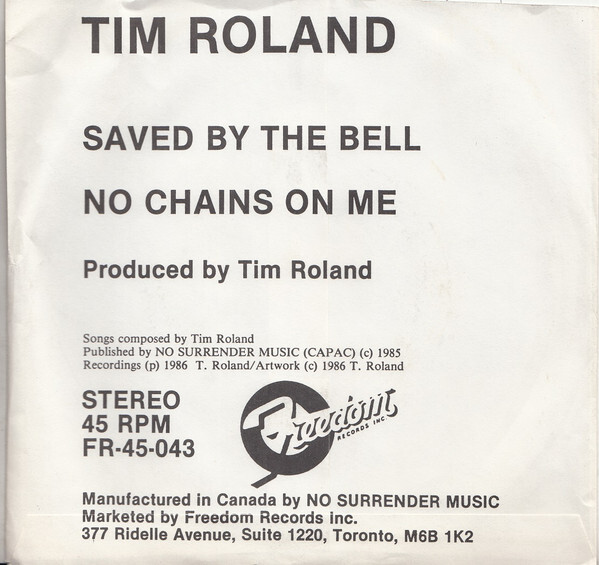 TIM ROLAND
SAVED BY THE BELL
NO CHAINS ON ME
Produced by Tim Roland
Songs composed by Tim Roland
Published by NO SURRENDER MUSIC (CAPAC) (c) 1985
Recordings (p) 1986 T. Roland/Artwork (c) 1986 T. Roland
STEREO
45 RPM
FR-45-043
Freedom
RECORDS INC.
Manufactured in Canada by NO SURRENDER MUSIC
Marketed by Freedom Records inc.
377 Ridelle Avenue, Suite 1220, Toronto, M6B 1K2